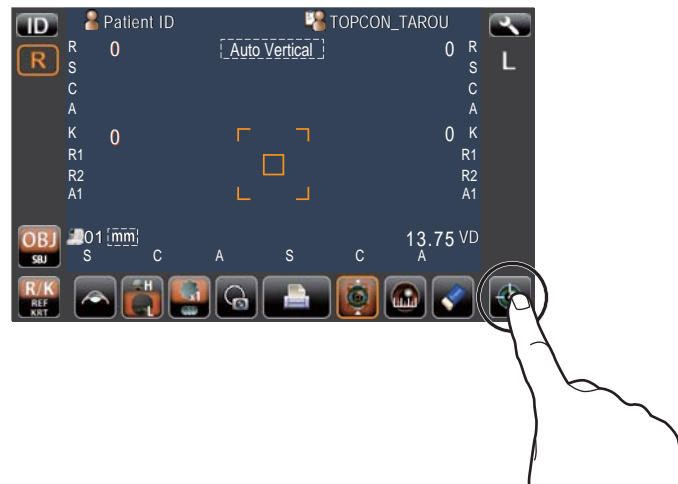 ID Patient ID TOPCON_TAROU
R R 0 Auto Vertical 0 R L
S S
C C
A A
K 0 0 K
R1 R1
R2 R2
A1 A1
OBJ 01 mm 13.75 VD
SBJ S C A S C A
R/K H x1
REF L
KRT